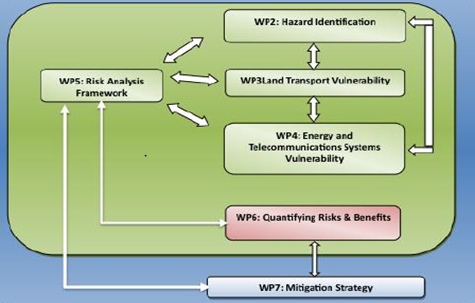 WP2: Hazard Identification
WP5: Risk Analysis
Framework
WP3Land Transport Vulnerability
WP4: Energy and
Telecommunications Systems
Vulnerability
WP6: Quantifying Risks & Benefits
WP7: Mitigation Strategy